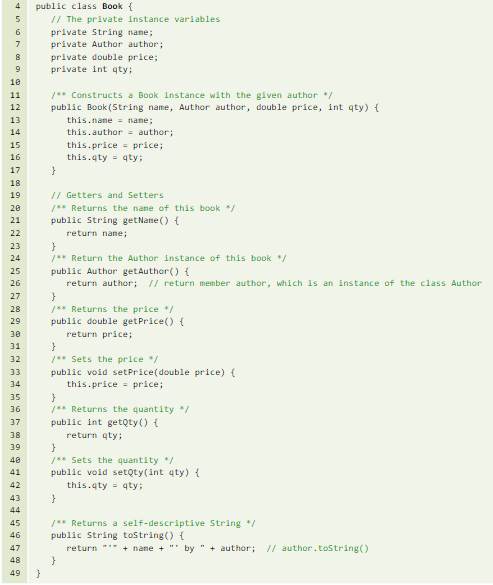 4 public class Book {
5 // The private instance variables
6 private String name;
7 private Author author;
8 private double price;
9 private int qty;
10
11 /** Constructs a Book instance with the given author */
12 public Book(String name, Author author, double price, int qty) {
13 this.name = name;
14 this.author = author;
15 this.price = price;
16 this.qty = qty;
17 }
18
19 // Getters and Setters
20 /** Returns the name of this book */
21 public String getName() {
22 return name;
23 }
24 /** Return the Author instance of this book */
25 public Author getAuthor() {
26 return author; // return member author, which is an instance of the class Author
27 }
28 /** Returns the price */
29 public double getPrice() {
30 return price;
31 }
32 /** Sets the price */
33 public void setPrice(double price) {
34 this.price = price;
35 }
36 /** Returns the quantity */
37 public int getQty() {
38 return qty;
39 }
40 /** Sets the quantity */
41 public void setQty(int qty) {
42 this.qty = qty;
43 }
44
45 /** Returns a self-descriptive String */
46 public String toString() {
47 return "'" + name + "' by " + author; // author.toString()
48 }
49 }